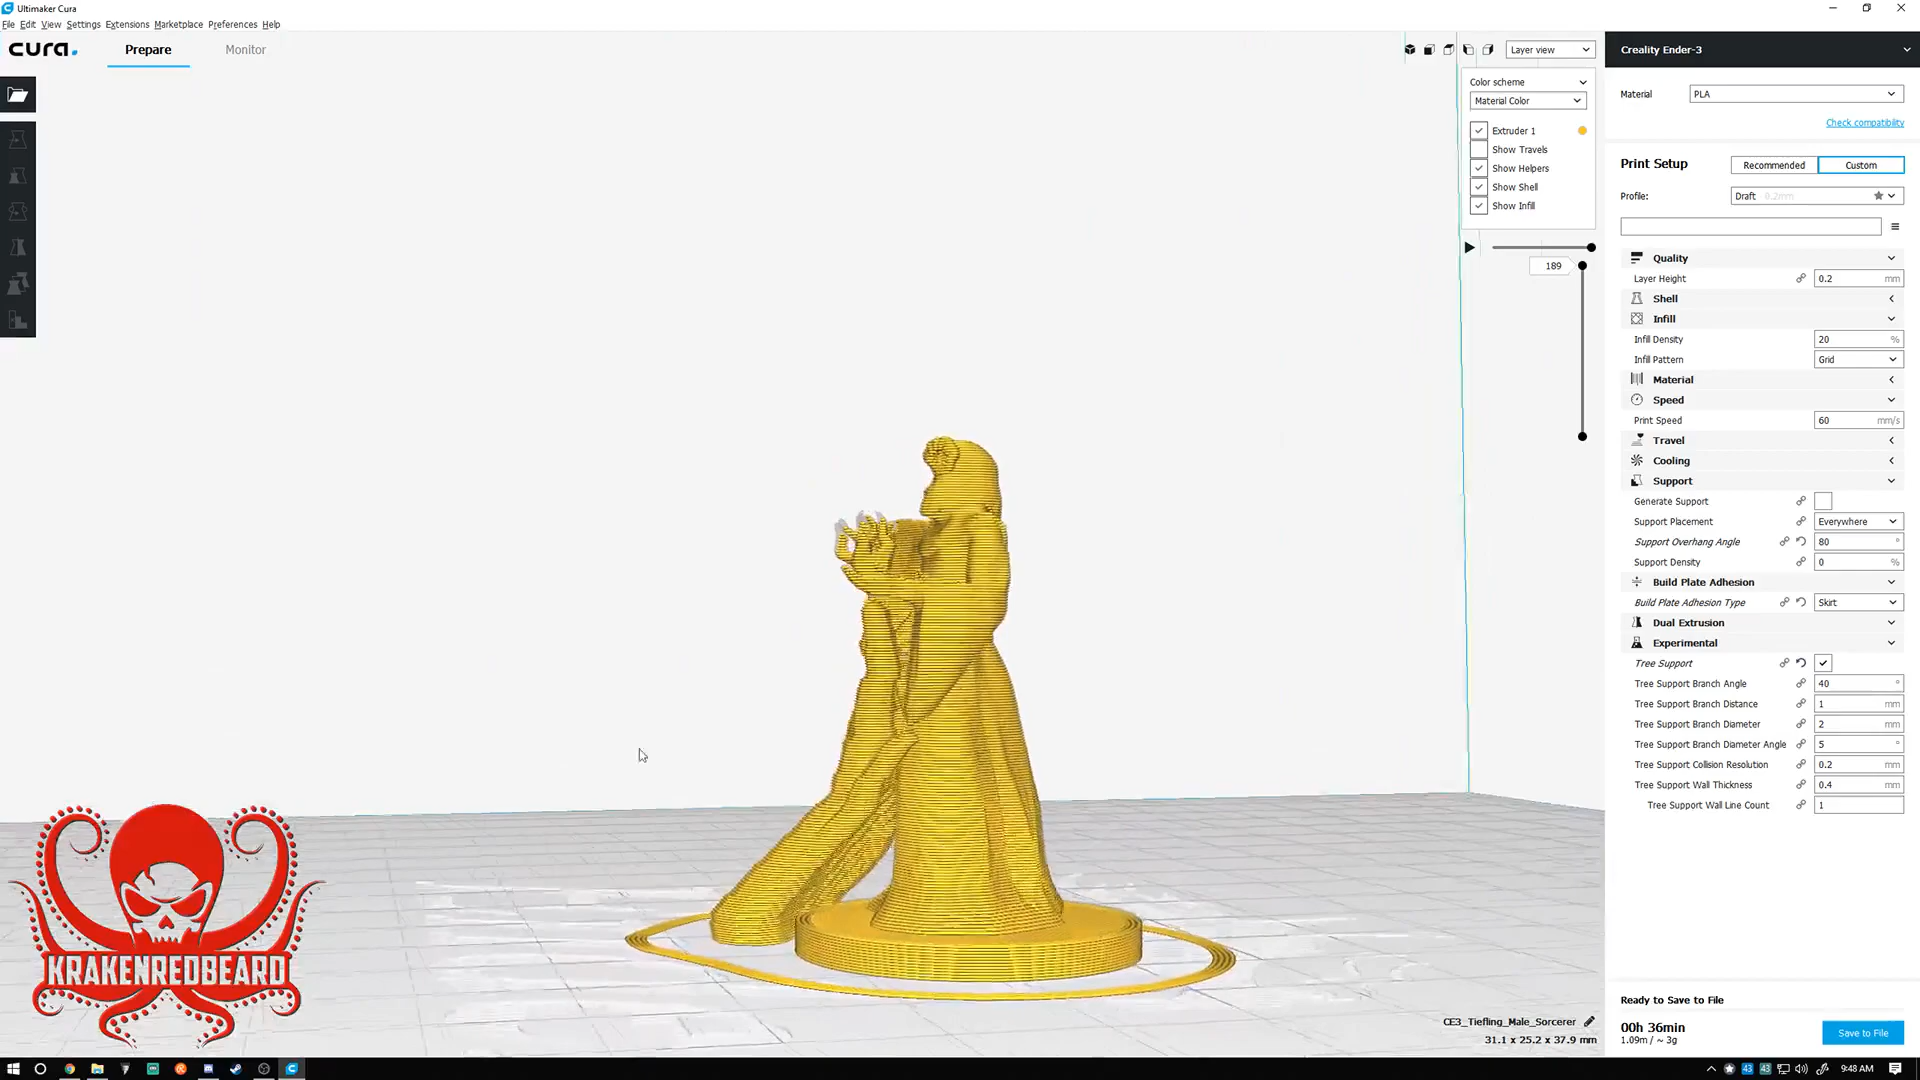 Ultimaker Cura
File Edit View Settings Extensions Marketplace Preferences Help
cura.
Prepare
Monitor
Layer view
Color scheme
Material Color
Extruder 1
Show Travels
Show Helpers
Show Shell
Show Infill
189
Creality Ender-3
Material PLA
Check compatibility
Print Setup Recommended Custom
Profile: Draft 0.2mm
Quality
Layer Height 0.2 mm
Shell
Infill
Infill Density 20 %
Infill Pattern Grid
Material
Speed
Print Speed 60 mm/s
Travel
Cooling
Support
Generate Support
Support Placement Everywhere
Support Overhang Angle 80 °
Support Density 0 %
Build Plate Adhesion
Build Plate Adhesion Type Skirt
Dual Extrusion
Experimental
Tree Support
Tree Support Branch Angle 40 °
Tree Support Branch Distance 1 mm
Tree Support Branch Diameter 2 mm
Tree Support Branch Diameter Angle 5 °
Tree Support Collision Resolution 0.2 mm
Tree Support Wall Thickness 0.4 mm
Tree Support Wall Line Count 1
KRAKENREDBEARD
CE3_Tiefling_Male_Sorcerer
31.1 x 25.2 x 37.9 mm
Ready to Save to File
00h 36min
1.09m / ~ 3g
Save to File
43 43 9:48 AM